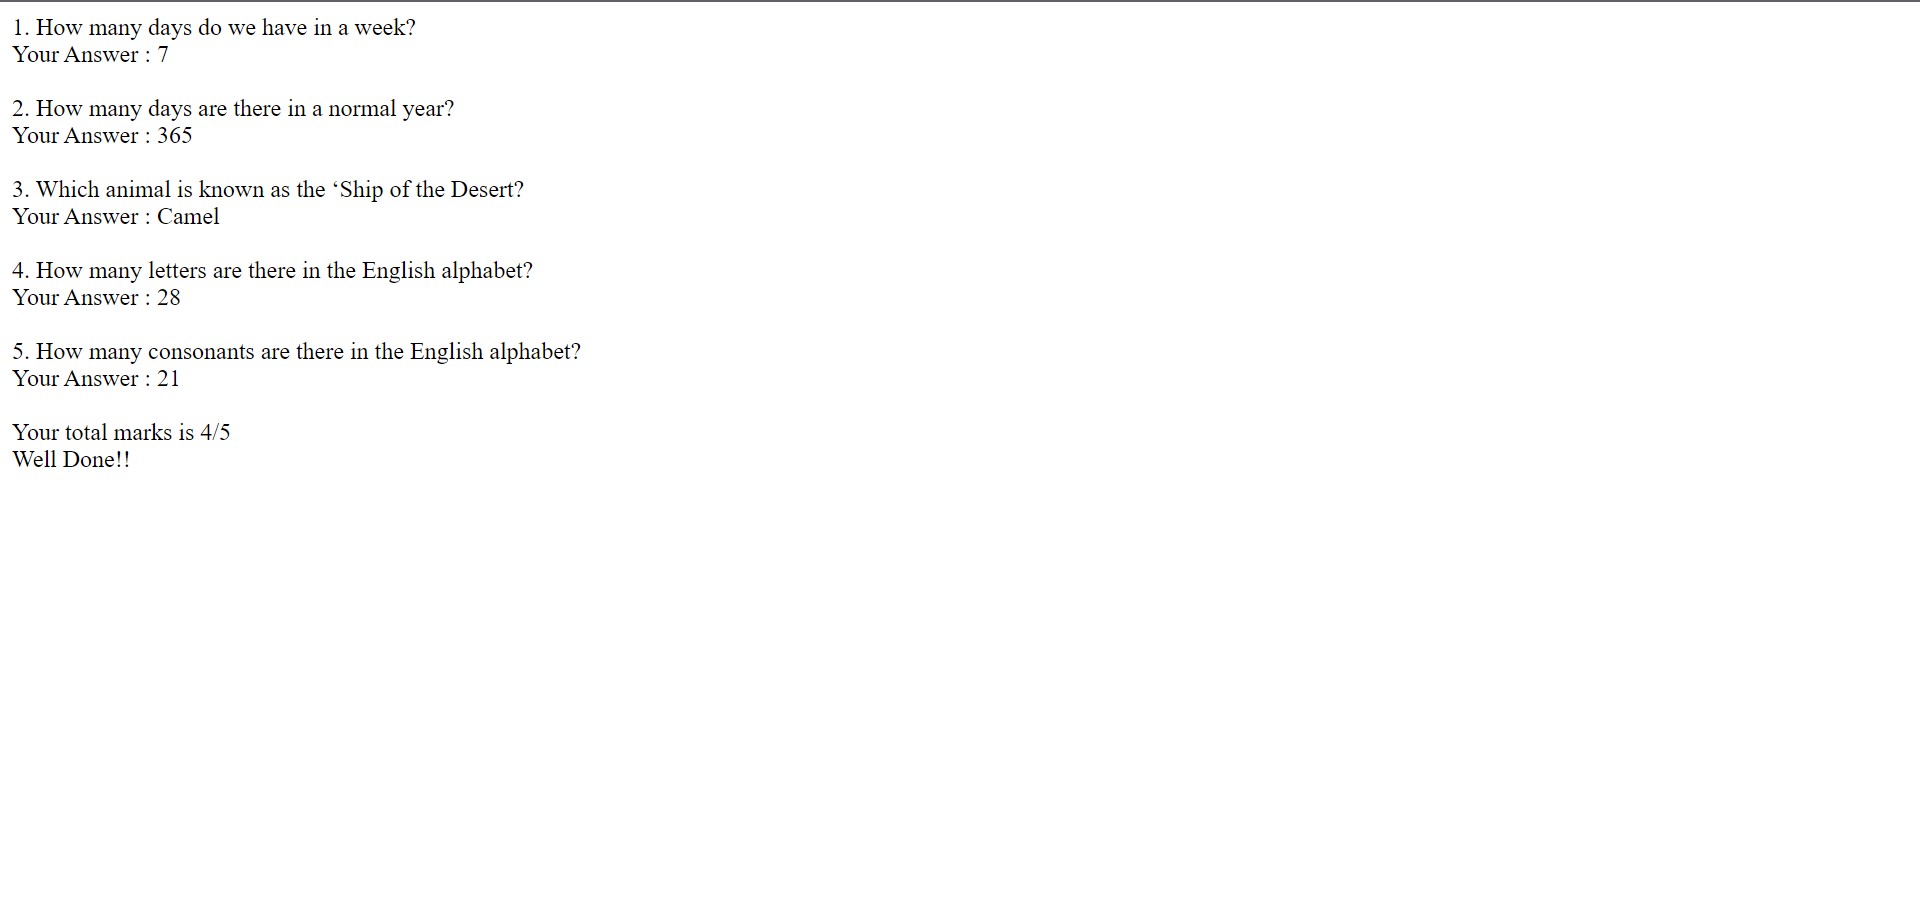 1. How many days do we have in a week?
Your Answer : 7
2. How many days are there in a normal year?
Your Answer : 365
3. Which animal is known as the ‘Ship of the Desert?
Your Answer : Camel
4. How many letters are there in the English alphabet?
Your Answer : 28
5. How many consonants are there in the English alphabet?
Your Answer : 21
Your total marks is 4/5
Well Done!!